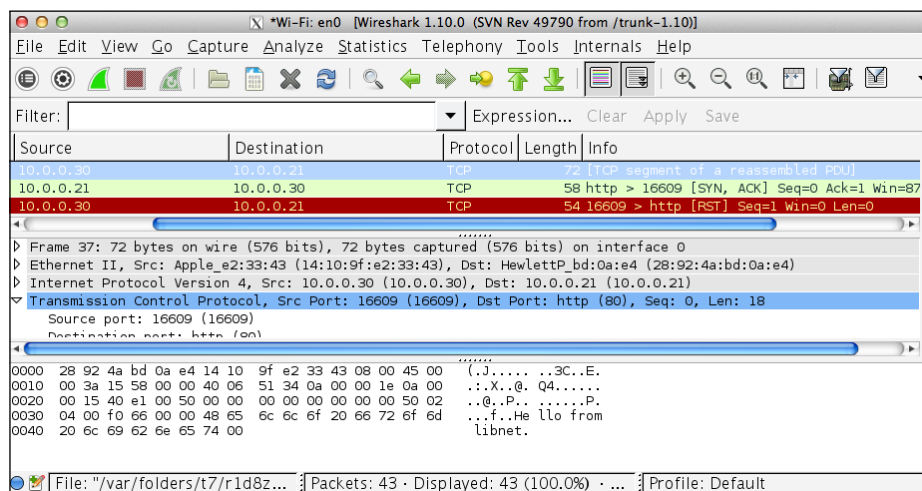 *Wi-Fi: en0 [Wireshark 1.10.0 (SVN Rev 49790 from /trunk-1.10)]
File Edit View Go Capture Analyze Statistics Telephony Tools Internals Help
Filter: Expression... Clear Apply Save
Source Destination Protocol Length Info
10.0.0.30 10.0.0.21 TCP 72 [TCP segment of a reassembled PDU]
10.0.0.21 10.0.0.30 TCP 58 http > 16609 [SYN, ACK] Seq=0 Ack=1 Win=87
10.0.0.30 10.0.0.21 TCP 54 16609 > http [RST] Seq=1 Win=0 Len=0
Frame 37: 72 bytes on wire (576 bits), 72 bytes captured (576 bits) on interface 0
Ethernet II, Src: Apple_e2:33:43 (14:10:9f:e2:33:43), Dst: HewlettP_bd:0a:e4 (28:92:4a:bd:0a:e4)
Internet Protocol Version 4, Src: 10.0.0.30 (10.0.0.30), Dst: 10.0.0.21 (10.0.0.21)
Transmission Control Protocol, Src Port: 16609 (16609), Dst Port: http (80), Seq: 0, Len: 18
Source port: 16609 (16609)
Destination port: http (80)
0000 28 92 4a bd 0a e4 14 10 9f e2 33 43 08 00 45 00 (.J..... ..3C..E.
0010 00 3a 15 58 00 00 40 06 51 34 0a 00 00 1e 0a 00 .:.X..@. Q4......
0020 00 15 40 e1 00 50 00 00 00 00 00 00 00 00 50 02 ..@..P.. ......P.
0030 04 00 f0 66 00 00 48 65 6c 6c 6f 20 66 72 6f 6d ...f..He llo from
0040 20 6c 69 62 6e 65 74 00 libnet.
File: "/var/folders/t7/r1d8z... Packets: 43 · Displayed: 43 (100.0%) · ... Profile: Default